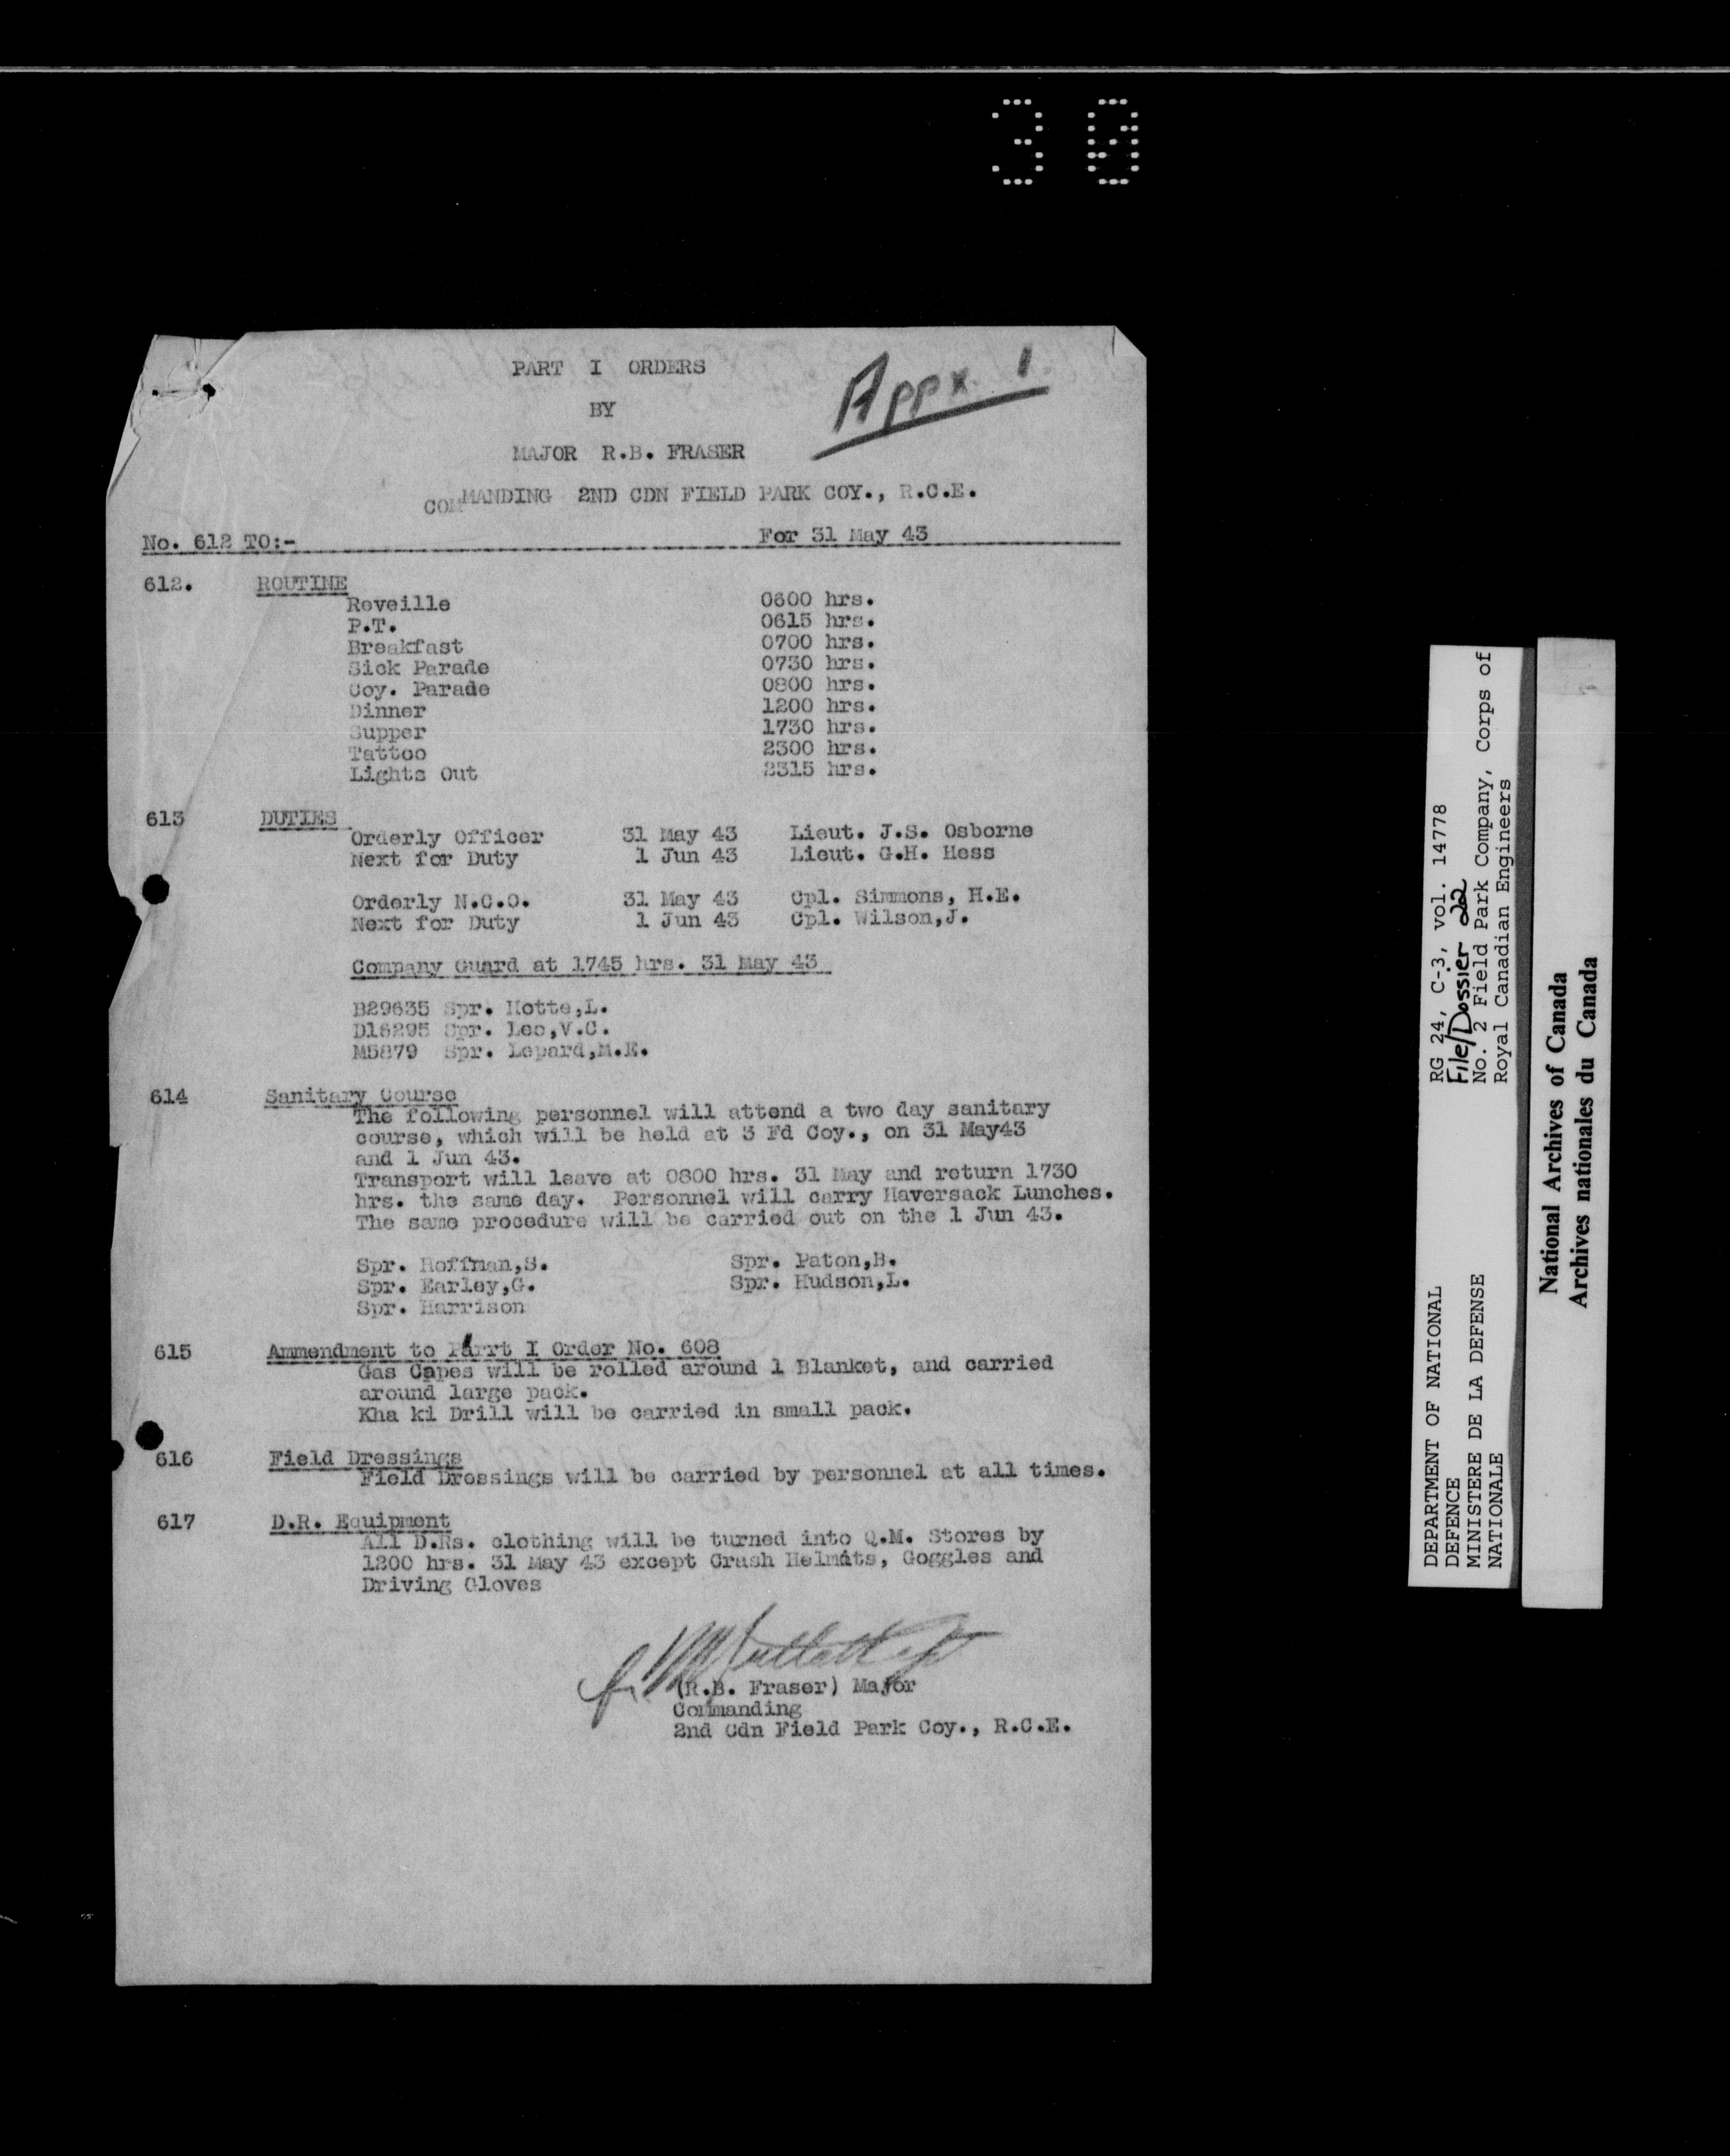 30
PART I ORDERS
Appx. 1
BY
MAJOR R.B. FRASER
COMMANDING 2ND CDN FIELD PARK COY., R.C.E.
No. 612 TO:- For 31 May 43
612. ROUTINE
Reveille 0600 hrs.
P.T. 0615 hrs.
Breakfast 0700 hrs.
Sick Parade 0730 hrs.
Coy. Parade 0800 hrs.
Dinner 1200 hrs.
Supper 1730 hrs.
Tattoo 2300 hrs.
Lights Out 2315 hrs.
613 DUTIES
Orderly Officer 31 May 43 Lieut. J.S. Osborne
Next for Duty 1 Jun 43 Lieut. G.H. Hess
Orderly N.C.O. 31 May 43 Cpl. Simmons, H.E.
Next for Duty 1 Jun 43 Cpl. Wilson,J.
Company Guard at 1745 hrs. 31 May 43
B29635 Spr. Hotte,L.
D16295 Spr. Lee,V.C.
M5879 Spr. Lepard,M.E.
614 Sanitary Course
The following personnel will attend a two day sanitary
course, which will be held at 3 Fd Coy., on 31 May43
and 1 Jun 43.
Transport will leave at 0800 hrs. 31 May and return 1730
hrs. the same day. Personnel will carry Haversack Lunches.
The same procedure will be carried out on the 1 Jun 43.
Spr. Hoffman,S. Spr. Paton,B.
Spr. Earley,G. Spr. Hudson,L.
Spr. Harrison
615 Ammendment to Parrt I Order No. 608
Gas Capes will be rolled around 1 Blanket, and carried
around large pack.
Kha ki Drill will be carried in small pack.
616 Field Dressings
Field Dressings will be carried by personnel at all times.
617 D.R. Equipment
All D.Rs. clothing will be turned into Q.M. Stores by
1200 hrs. 31 May 43 except Crash Helmets, Goggles and
Driving Gloves
(R.B. Fraser) Major
Commanding
2nd Cdn Field Park Coy., R.C.E.
DEPARTMENT OF NATIONAL
DEFENCE
MINISTERE DE LA DEFENSE
NATIONALE
RG 24, C-3, vol. 14778
File/Dossier 22
No. 2 Field Park Company, Corps of
Royal Canadian Engineers
National Archives of Canada
Archives nationales du Canada